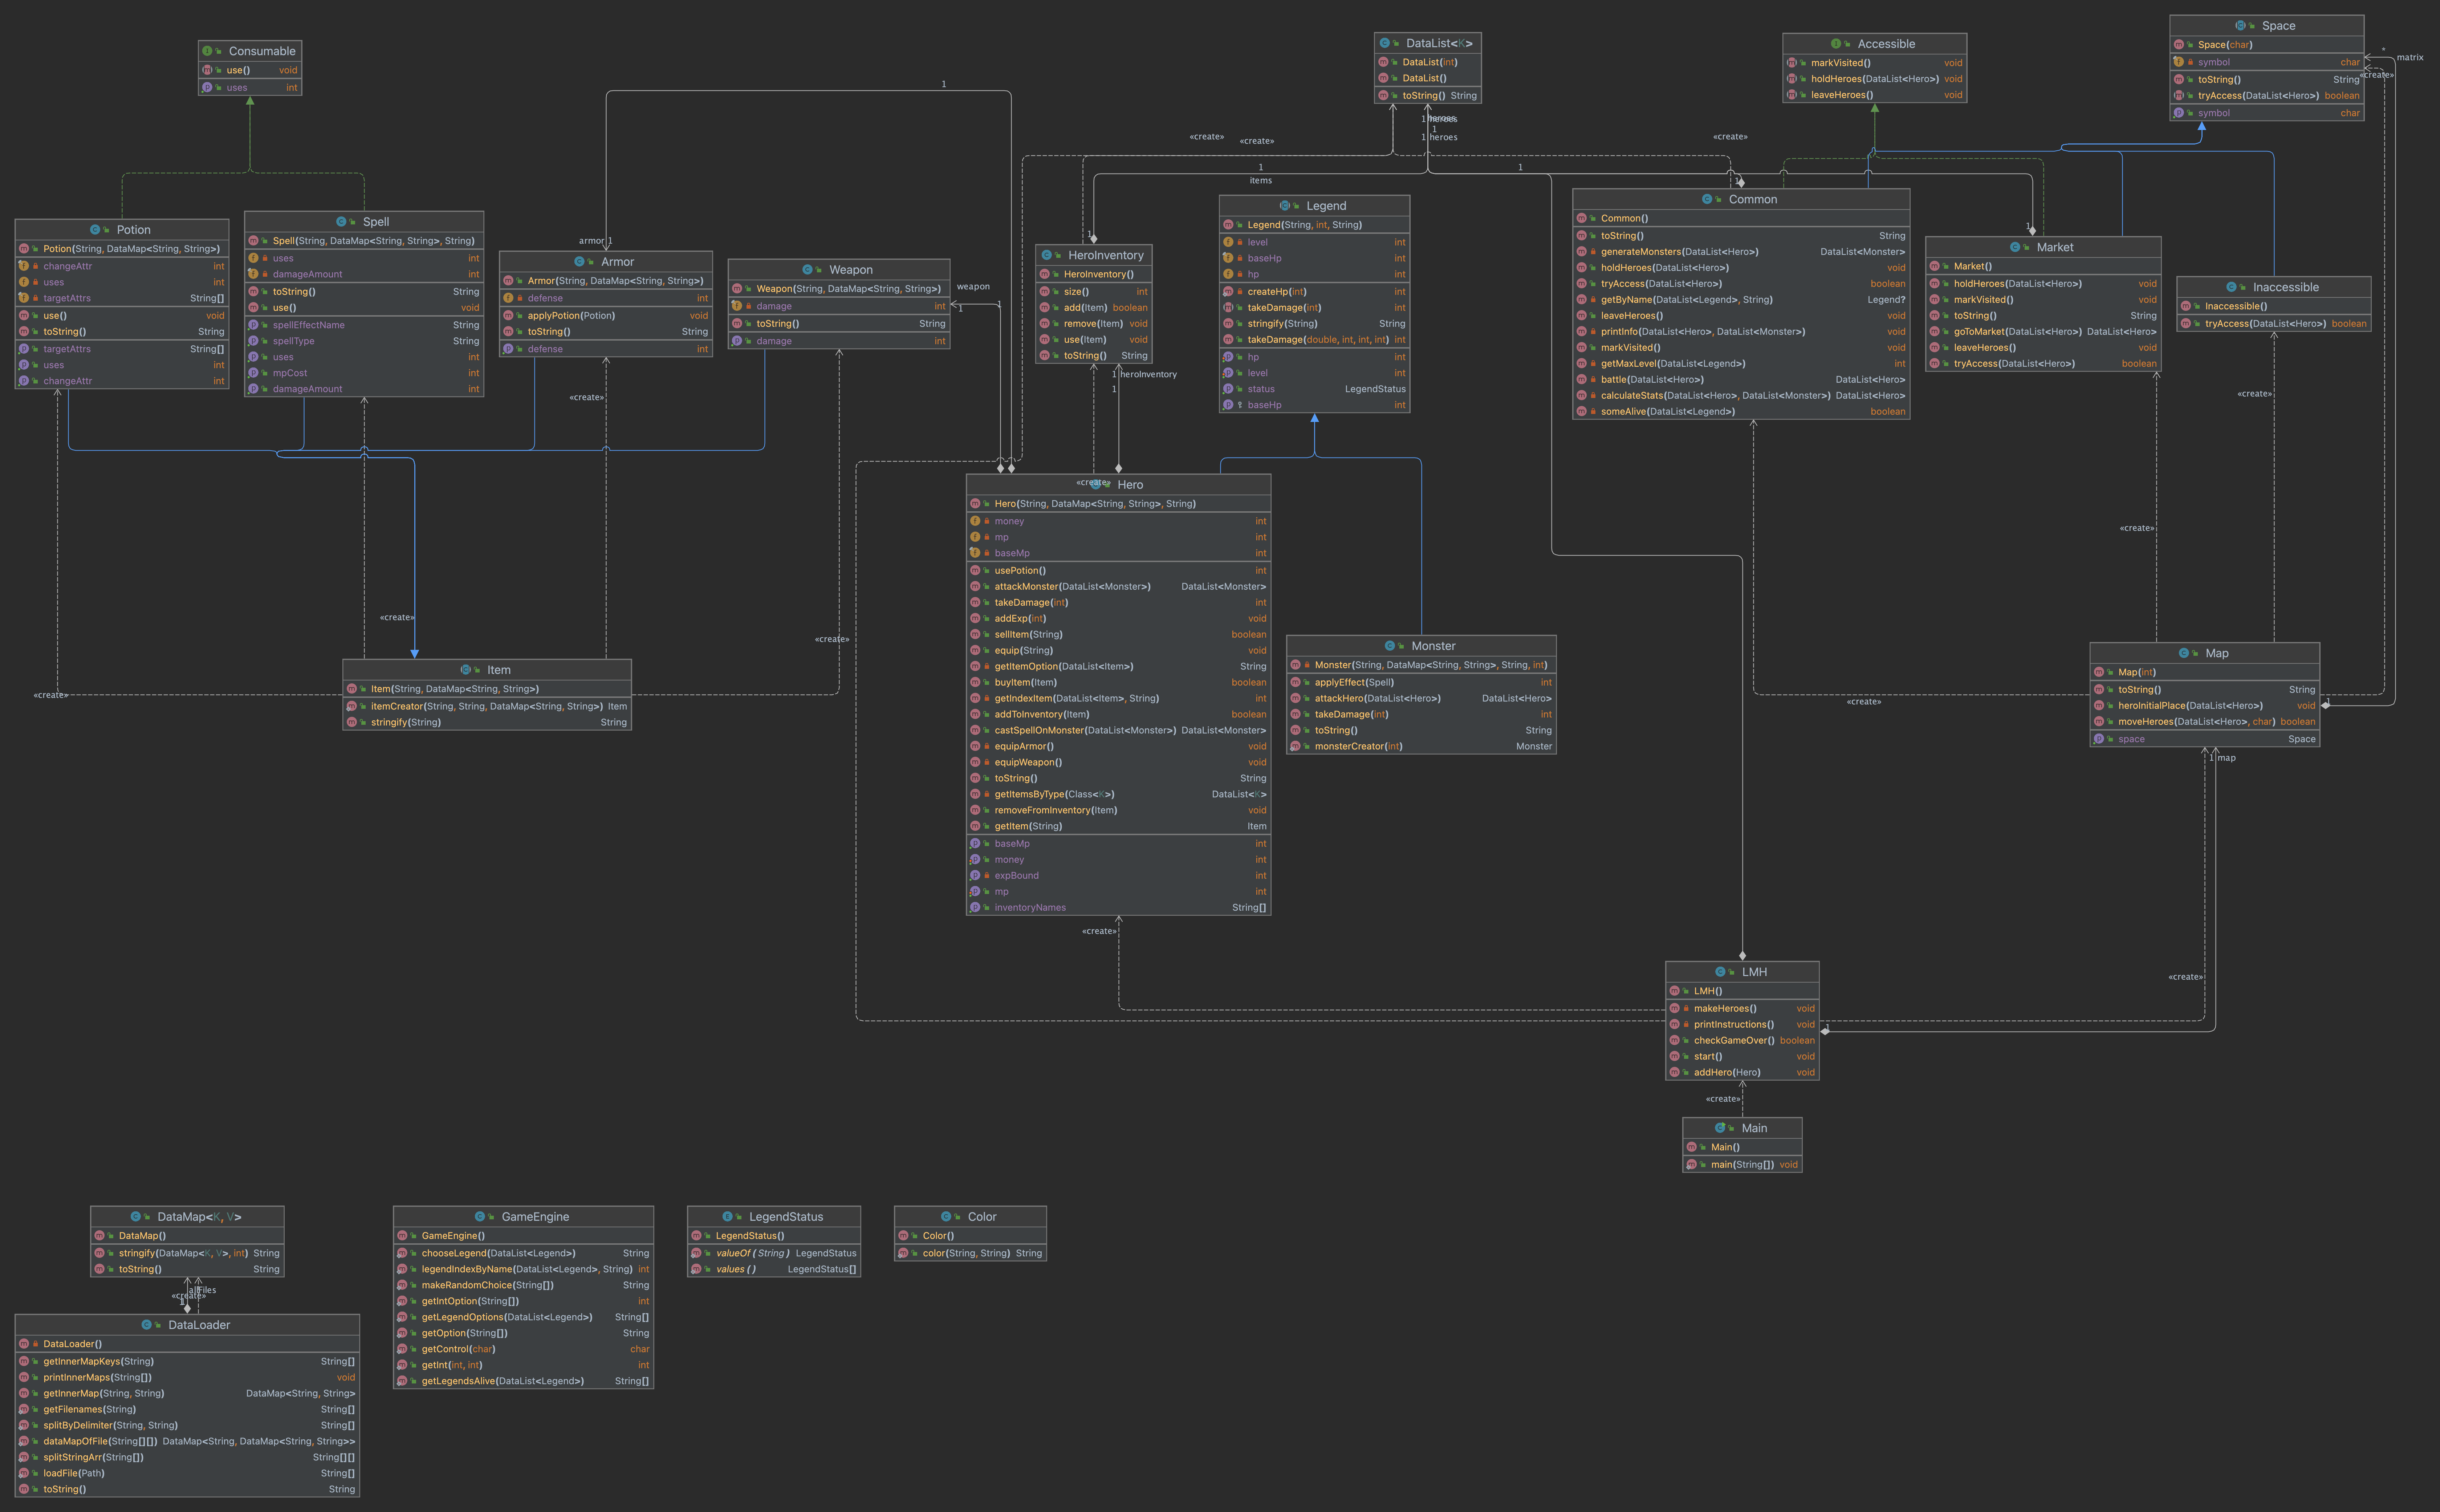 Consumable
use() void
uses int
DataList<K>
DataList(int)
DataList()
toString() String
Accessible
markVisited() void
holdHeroes(DataList<Hero>) void
leaveHeroes() void
Space
Space(char)
symbol char
toString() String
tryAccess(DataList<Hero>) boolean
symbol char
*
matrix
«create»
1
1 heroes
1
1 heroes
«create»
«create»
«create»
1
items
1
1
1
1
armor 1
Potion
Potion(String, DataMap<String, String>)
changeAttr int
uses int
targetAttrs String[]
use() void
toString() String
targetAttrs String[]
uses int
changeAttr int
Spell
Spell(String, DataMap<String, String>, String)
uses int
damageAmount int
toString() String
use() void
spellEffectName String
spellType String
uses int
mpCost int
damageAmount int
Armor
Armor(String, DataMap<String, String>)
defense int
applyPotion(Potion) void
toString() String
defense int
Weapon
Weapon(String, DataMap<String, String>)
damage int
toString() String
damage int
weapon
1
1
HeroInventory
HeroInventory()
size() int
add(Item) boolean
remove(Item) void
use(Item) void
toString() String
1 heroInventory
1
Legend
Legend(String, int, String)
level int
baseHp int
hp int
createHp(int) int
takeDamage(int) int
stringify(String) String
takeDamage(double, int, int, int) int
hp int
level int
status LegendStatus
baseHp int
Common
Common()
toString() String
generateMonsters(DataList<Hero>) DataList<Monster>
holdHeroes(DataList<Hero>) void
tryAccess(DataList<Hero>) boolean
getByName(DataList<Legend>, String) Legend?
leaveHeroes() void
printInfo(DataList<Hero>, DataList<Monster>) void
markVisited() void
getMaxLevel(DataList<Legend>) int
battle(DataList<Hero>) DataList<Hero>
calculateStats(DataList<Hero>, DataList<Monster>) DataList<Hero>
someAlive(DataList<Legend>) boolean
Market
Market()
holdHeroes(DataList<Hero>) void
markVisited() void
toString() String
goToMarket(DataList<Hero>) DataList<Hero>
leaveHeroes() void
tryAccess(DataList<Hero>) boolean
Inaccessible
Inaccessible()
tryAccess(DataList<Hero>) boolean
«create»
«create»
«create»
«create»
«create»
«create»
«create»
«create»
Hero
Hero(String, DataMap<String, String>, String)
money int
mp int
baseMp int
usePotion() int
attackMonster(DataList<Monster>) DataList<Monster>
takeDamage(int) int
addExp(int) void
sellItem(String) boolean
equip(String) void
getItemOption(DataList<Item>) String
buyItem(Item) boolean
getIndexItem(DataList<Item>, String) int
addToInventory(Item) boolean
castSpellOnMonster(DataList<Monster>) DataList<Monster>
equipArmor() void
equipWeapon() void
toString() String
getItemsByType(Class<K>) DataList<K>
removeFromInventory(Item) void
getItem(String) Item
baseMp int
money int
expBound int
mp int
inventoryNames String[]
Monster
Monster(String, DataMap<String, String>, String, int)
applyEffect(Spell) int
attackHero(DataList<Hero>) DataList<Hero>
takeDamage(int) int
toString() String
monsterCreator(int) Monster
Item
Item(String, DataMap<String, String>)
itemCreator(String, String, DataMap<String, String>) Item
stringify(String) String
Map
Map(int)
toString() String
heroInitialPlace(DataList<Hero>) void
moveHeroes(DataList<Hero>, char) boolean
space Space
1
1 map
«create»
«create»
LMH
LMH()
makeHeroes() void
printInstructions() void
checkGameOver() boolean
start() void
addHero(Hero) void
1
«create»
Main
Main()
main(String[]) void
DataMap<K, V>
DataMap()
stringify(DataMap<K, V>, int) String
toString() String
allFiles
«create»
1
DataLoader
DataLoader()
getInnerMapKeys(String) String[]
printInnerMaps(String[]) void
getInnerMap(String, String) DataMap<String, String>
getFilenames(String) String[]
splitByDelimiter(String, String) String[]
dataMapOfFile(String[][]) DataMap<String, DataMap<String, String>>
splitStringArr(String[]) String[][]
loadFile(Path) String[]
toString() String
GameEngine
GameEngine()
chooseLegend(DataList<Legend>) String
legendIndexByName(DataList<Legend>, String) int
makeRandomChoice(String[]) String
getIntOption(String[]) int
getLegendOptions(DataList<Legend>) String[]
getOption(String[]) String
getControl(char) char
getInt(int, int) int
getLegendsAlive(DataList<Legend>) String[]
LegendStatus
LegendStatus()
valueOf(String) LegendStatus
values() LegendStatus[]
Color
Color()
color(String, String) String